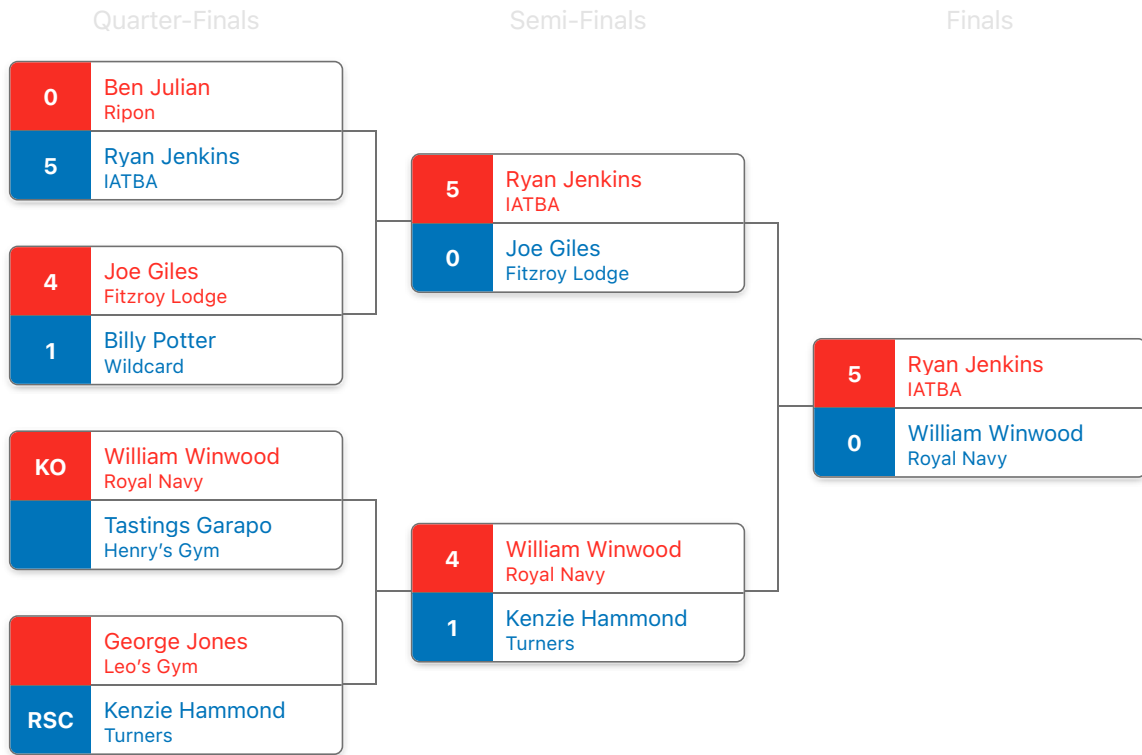 Quarter-Finals
Semi-Finals
Finals
0
Ben Julian
Ripon
5
Ryan Jenkins
IATBA
4
Joe Giles
Fitzroy Lodge
1
Billy Potter
Wildcard
KO
William Winwood
Royal Navy
Tastings Garapo
Henry’s Gym
George Jones
Leo’s Gym
RSC
Kenzie Hammond
Turners
5
Ryan Jenkins
IATBA
0
Joe Giles
Fitzroy Lodge
4
William Winwood
Royal Navy
1
Kenzie Hammond
Turners
5
Ryan Jenkins
IATBA
0
William Winwood
Royal Navy